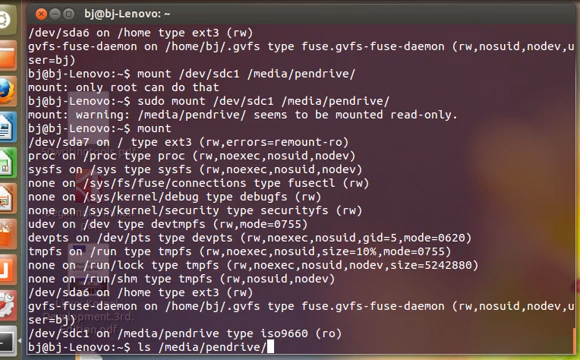 bj@bj-Lenovo: ~
/dev/sda6 on /home type ext3 (rw)
gvfs-fuse-daemon on /home/bj/.gvfs type fuse.gvfs-fuse-daemon (rw,nosuid,nodev,u
ser=bj)
bj@bj-Lenovo:~$ mount /dev/sdc1 /media/pendrive/
mount: only root can do that
bj@bj-Lenovo:~$ sudo mount /dev/sdc1 /media/pendrive/
mount: warning: /media/pendrive/ seems to be mounted read-only.
bj@bj-Lenovo:~$ mount
/dev/sda7 on / type ext3 (rw,errors=remount-ro)
proc on /proc type proc (rw,noexec,nosuid,nodev)
sysfs on /sys type sysfs (rw,noexec,nosuid,nodev)
none on /sys/fs/fuse/connections type fusectl (rw)
none on /sys/kernel/debug type debugfs (rw)
none on /sys/kernel/security type securityfs (rw)
udev on /dev type devtmpfs (rw,mode=0755)
devpts on /dev/pts type devpts (rw,noexec,nosuid,gid=5,mode=0620)
tmpfs on /run type tmpfs (rw,noexec,nosuid,size=10%,mode=0755)
none on /run/lock type tmpfs (rw,noexec,nosuid,nodev,size=5242880)
none on /run/shm type tmpfs (rw,nosuid,nodev)
/dev/sda6 on /home type ext3 (rw)
gvfs-fuse-daemon on /home/bj/.gvfs type fuse.gvfs-fuse-daemon (rw,nosuid,nodev,u
ser=bj)
/dev/sdc1 on /media/pendrive type iso9660 (ro)
bj@bj-Lenovo:~$ ls /media/pendrive/